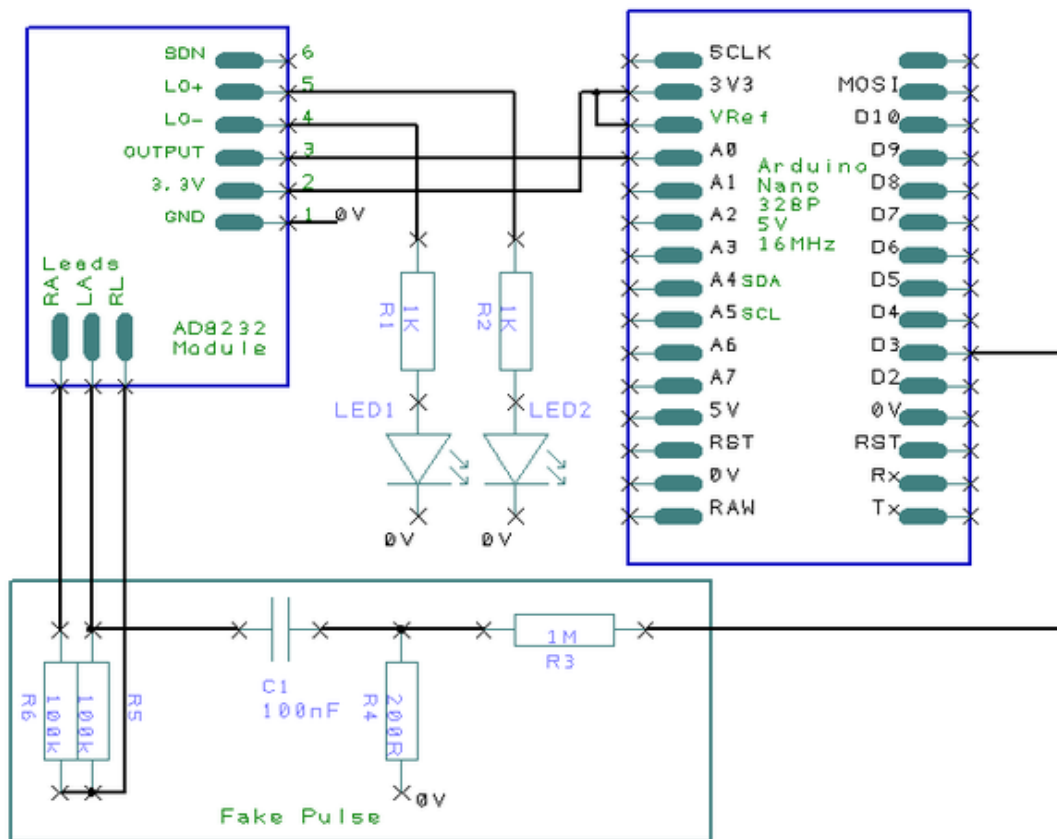 SDN 6
LO+ 5
LO- 4
OUTPUT 3
3.3V 2
GND 1 0V
Leads
RA LA RL
AD8232
Module
SCLK
3V3 MOSI
VRef D10
A0 D9
A1 D8
A2 D7
A3 D6
A4 SDA D5
A5 SCL D4
A6 D3
A7 D2
5V 0V
RST RST
0V Rx
RAW Tx
Arduino
Nano
328P
5V
16MHz
R1 1K
R2 1K
LED1 LED2
0V 0V
1M
R3
C1
100nF
R6 100k
100k R5
R4 200R
0V
Fake Pulse